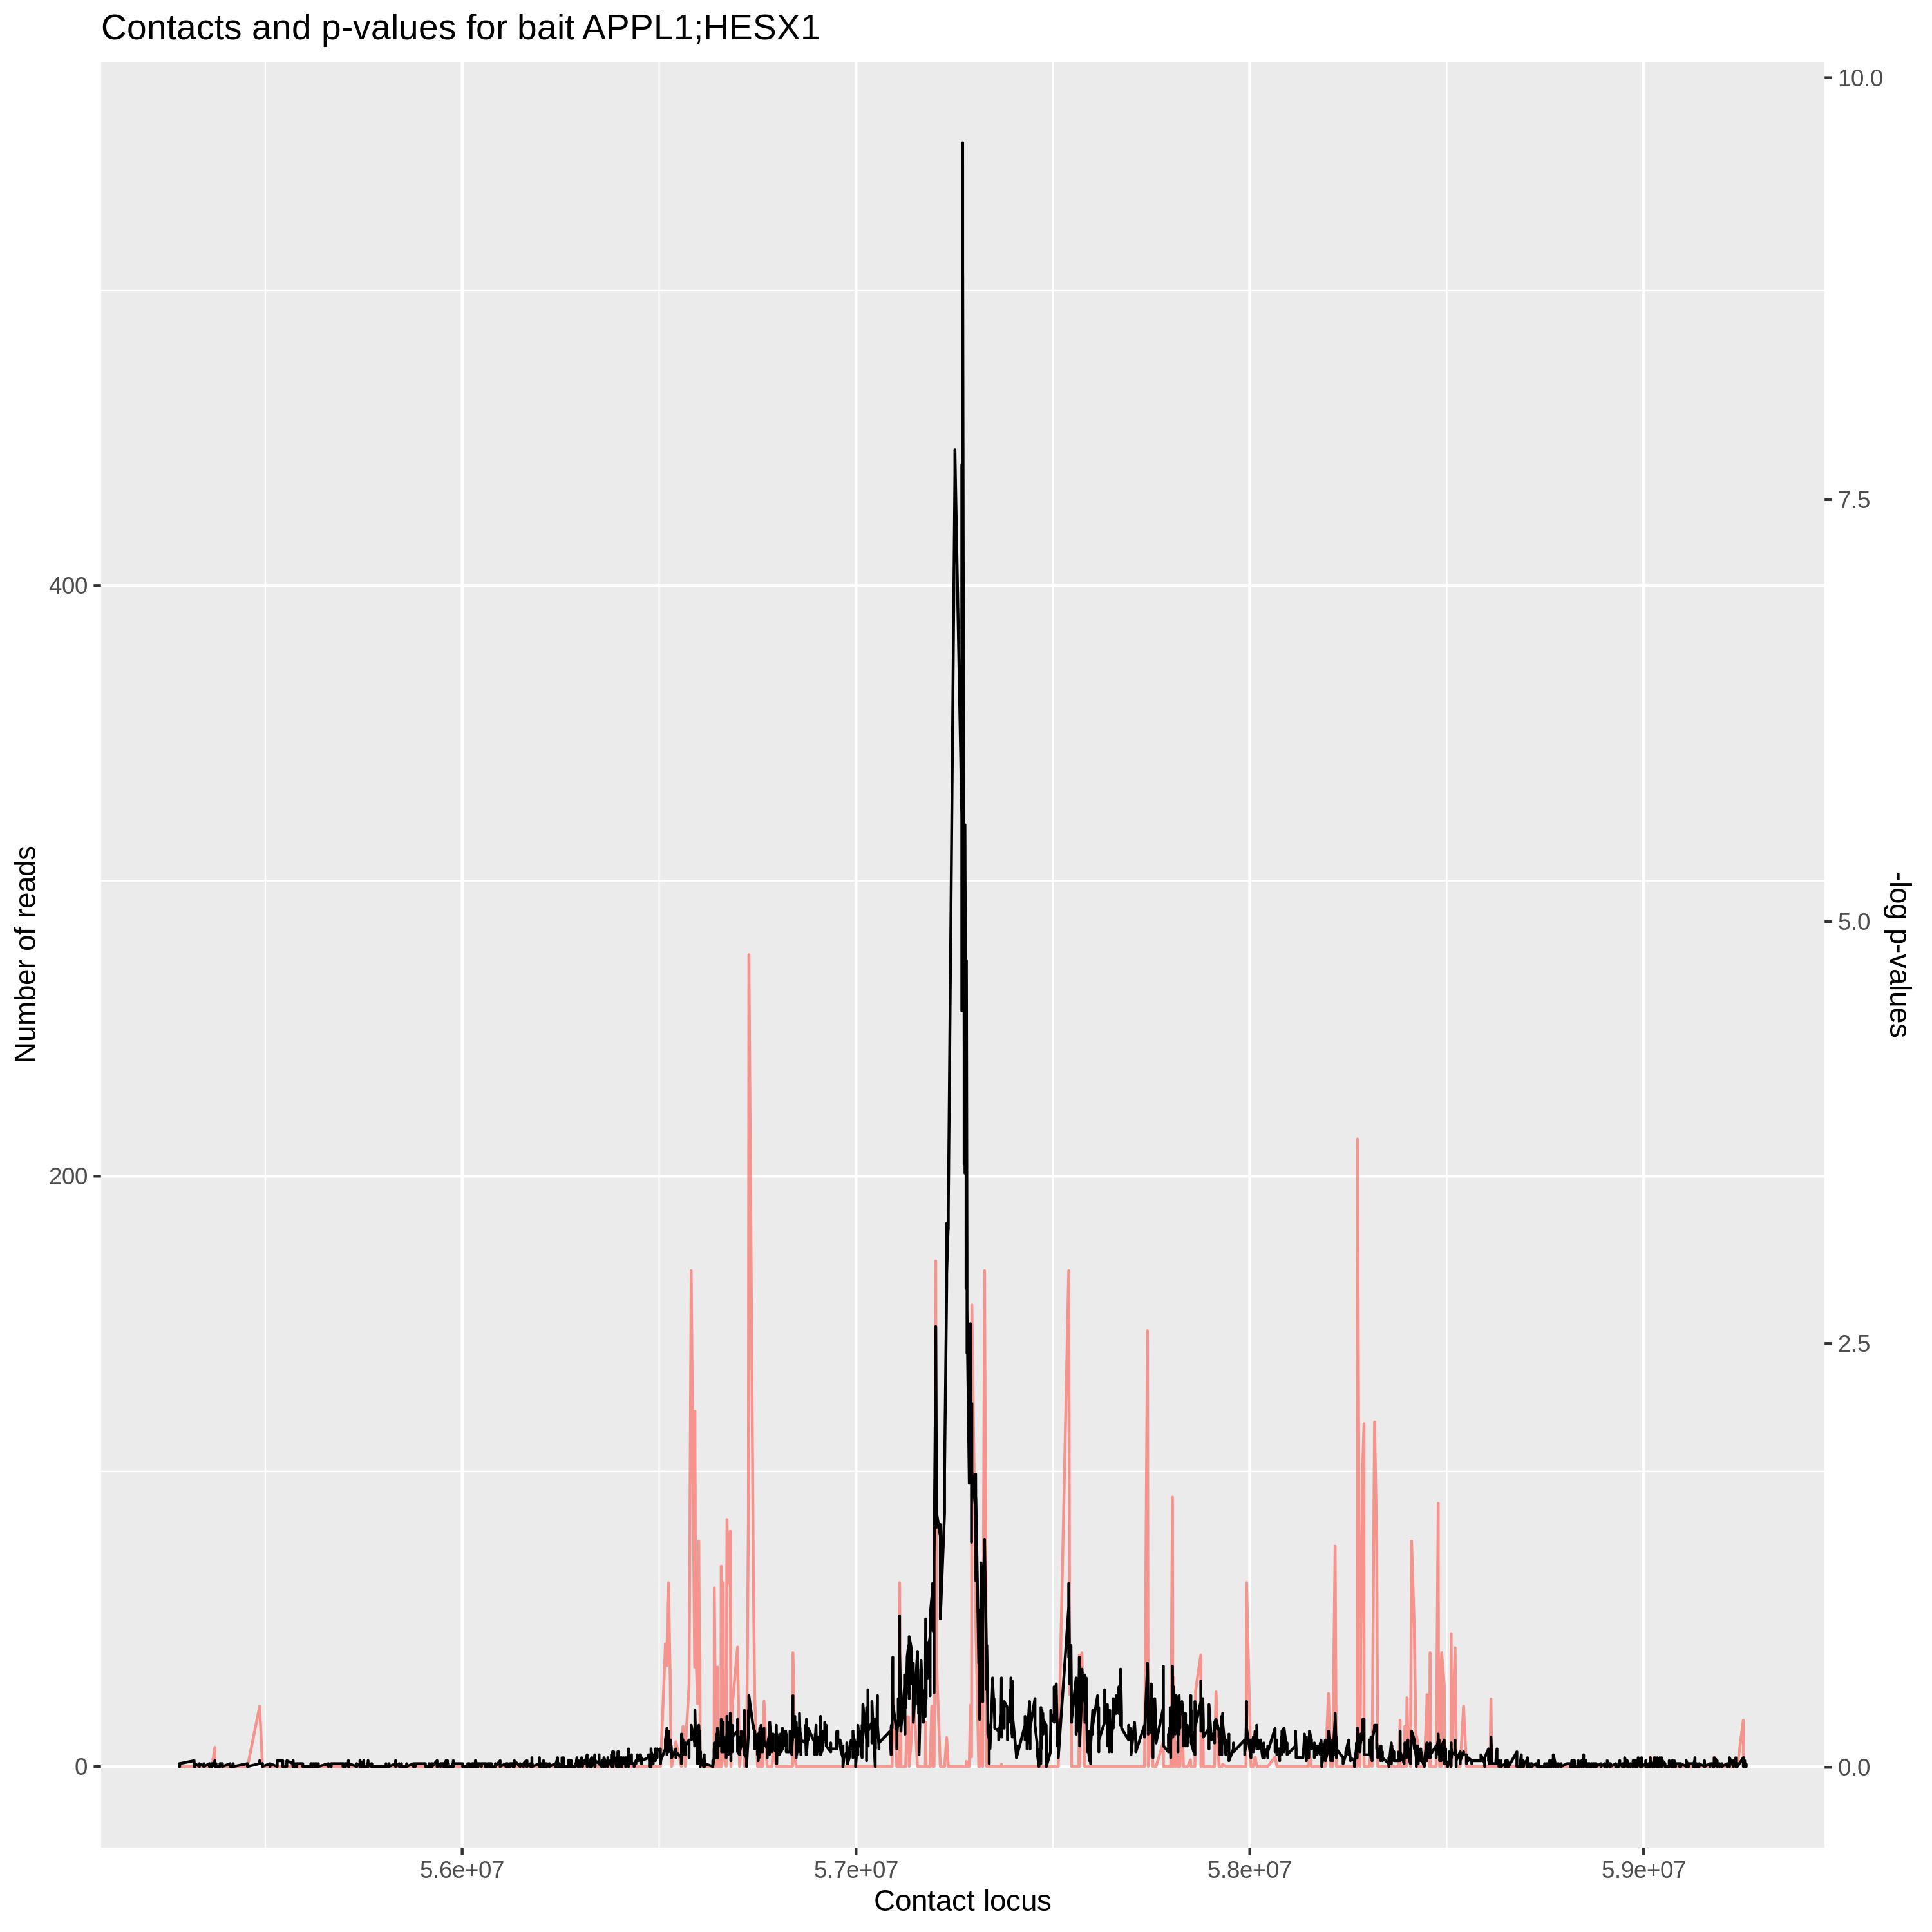 Contacts and p-values for bait APPL1;HESX1
10.0
7.5
400
5.0
Number of reads
-log p-values
200
2.5
0
0.0
5.6e+07
5.7e+07
5.8e+07
5.9e+07
Contact locus